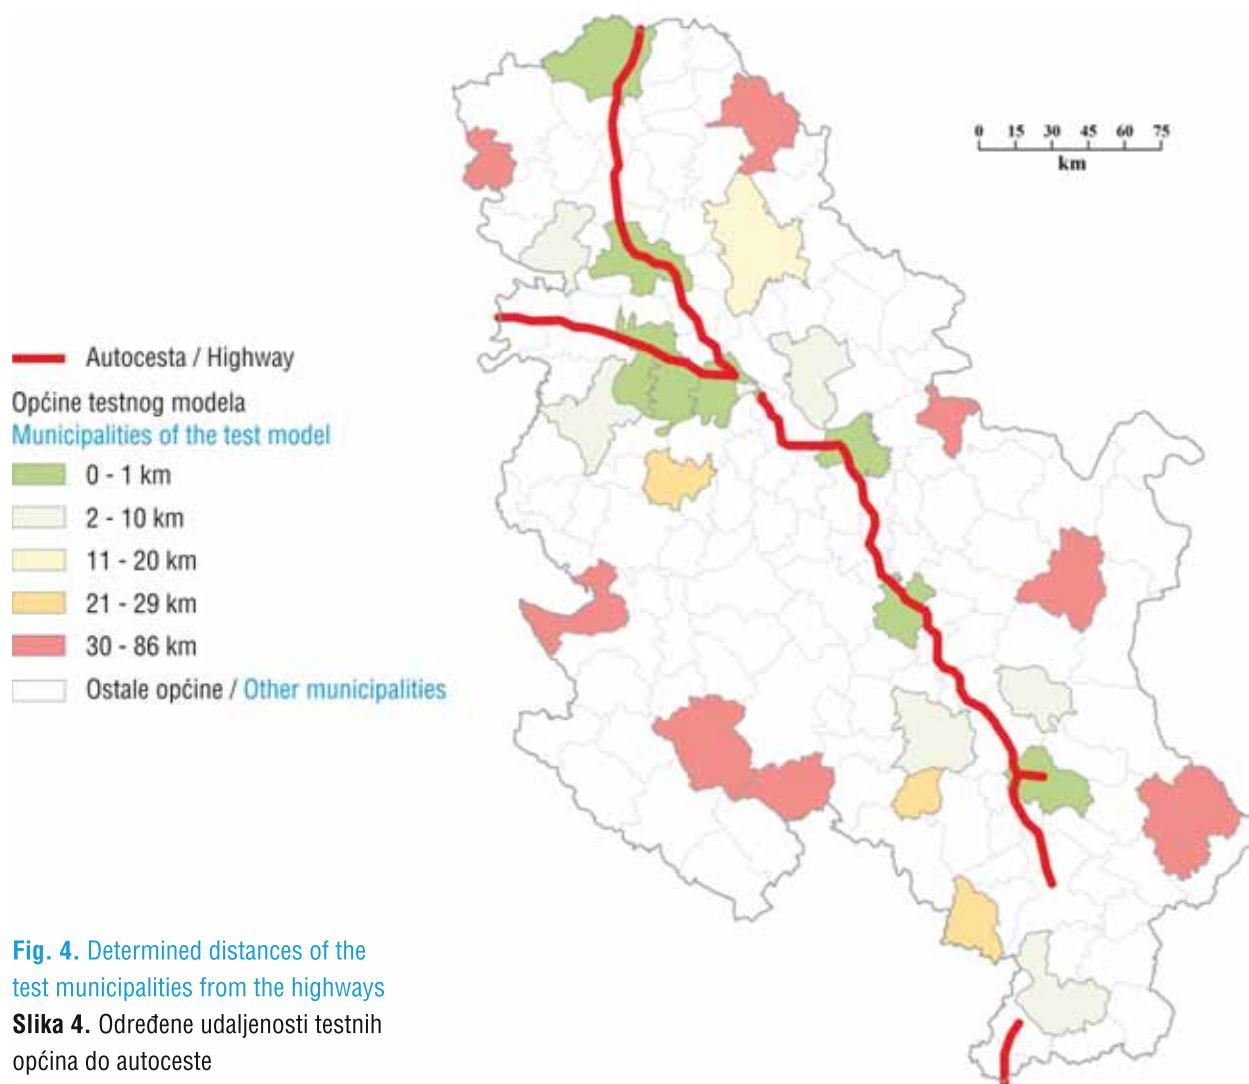 0 15 30 45 60 75
km
Autocesta / Highway
Općine testnog modela
Municipalities of the test model
0 - 1 km
2 - 10 km
11 - 20 km
21 - 29 km
30 - 86 km
Ostale općine / Other municipalities
Fig. 4. Determined distances of the
test municipalities from the highways
Slika 4. Određene udaljenosti testnih
općina do autoceste